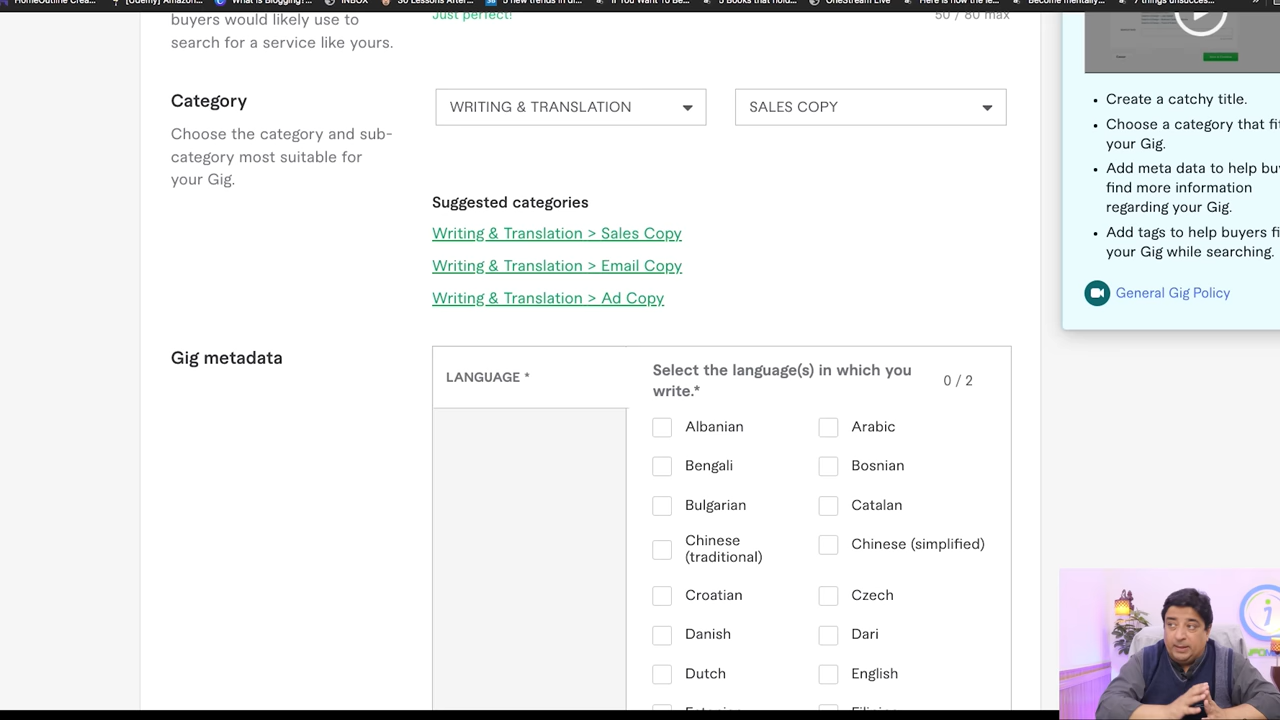 INBOX
OneStream Live
buyers would likely use to
search for a service like yours.
Just perfect!
50 / 80 max
Category
Choose the category and sub-
category most suitable for
your Gig.
WRITING & TRANSLATION
SALES COPY
Suggested categories
Writing & Translation > Sales Copy
Writing & Translation > Email Copy
Writing & Translation > Ad Copy
Gig metadata
LANGUAGE *
Select the language(s) in which you
write.*
0 / 2
Albanian
Arabic
Bengali
Bosnian
Bulgarian
Catalan
Chinese
(traditional)
Chinese (simplified)
Croatian
Czech
Danish
Dari
Dutch
English
• Create a catchy title.
• Choose a category that fi
your Gig.
• Add meta data to help bu
find more information
regarding your Gig.
• Add tags to help buyers fi
your Gig while searching.
General Gig Policy